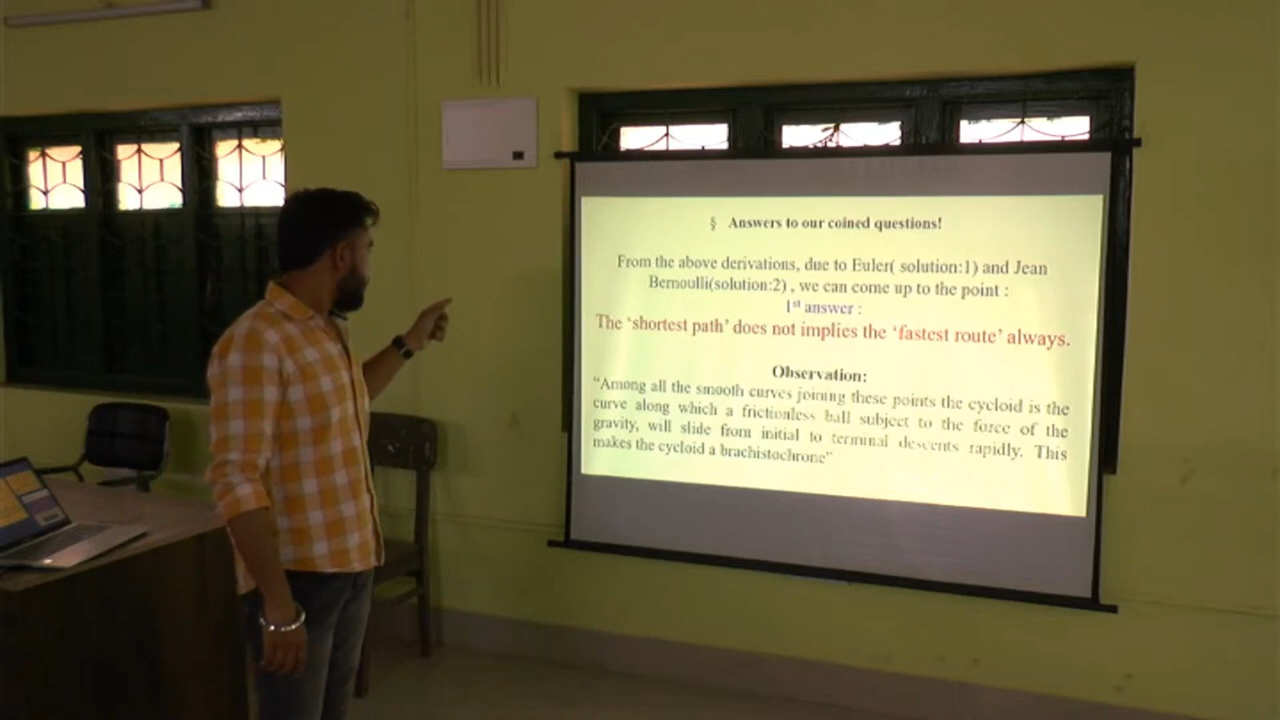 § Answers to our coined questions!
From the above derivations, due to Euler( solution:1) and Jean
Bernoulli(solution:2) , we can come up to the point :
1st answer :
The ‘shortest path’ does not implies the ‘fastest route’ always.
Observation:
“Among all the smooth curves joining these points the cycloid is the
curve along which a frictionless ball subject to the force of the
gravity, will slide from initial to terminal descents rapidly. This
makes the cycloid a brachistochrone”